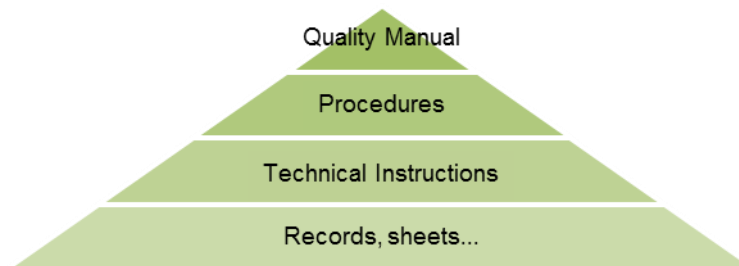 Quality Manual
Procedures
Technical Instructions
Records, sheets...